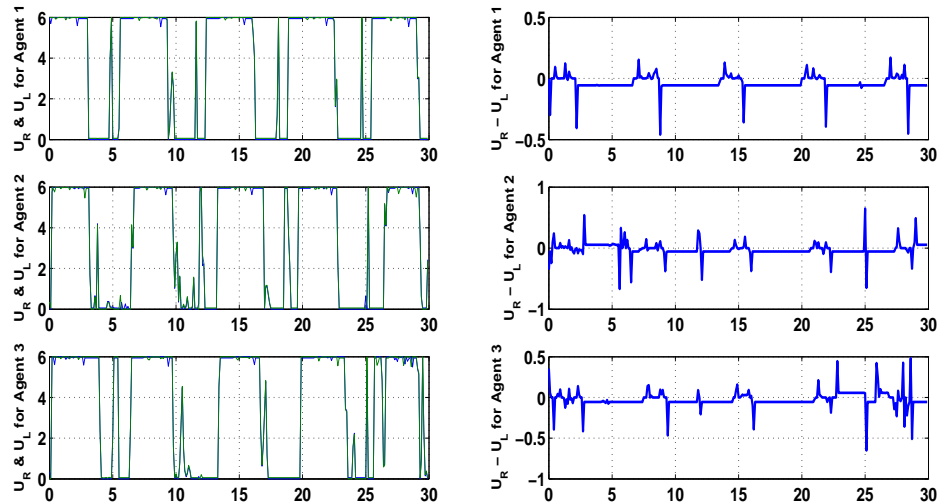 U_R & U_L for Agent 1
6
4
2
0
0 5 10 15 20 25 30
U_R − U_L for Agent 1
0.5
0
−0.5
0 5 10 15 20 25 30
U_R & U_L for Agent 2
6
4
2
0
0 5 10 15 20 25 30
U_R − U_L for Agent 2
1
0
−1
0 5 10 15 20 25 30
U_R & U_L for Agent 3
6
4
2
0
0 5 10 15 20 25 30
U_R − U_L for Agent 3
0.5
0
−0.5
−1
0 5 10 15 20 25 30